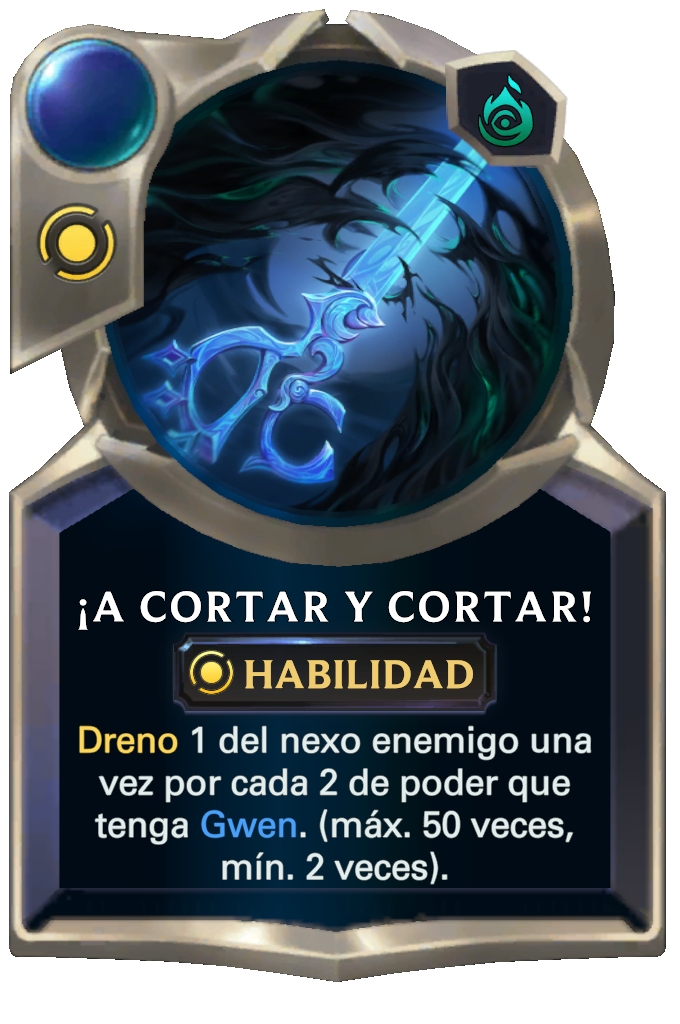 ¡A CORTAR Y CORTAR!
HABILIDAD
Dreno 1 del nexo enemigo una
vez por cada 2 de poder que
tenga Gwen. (máx. 50 veces,
mín. 2 veces).